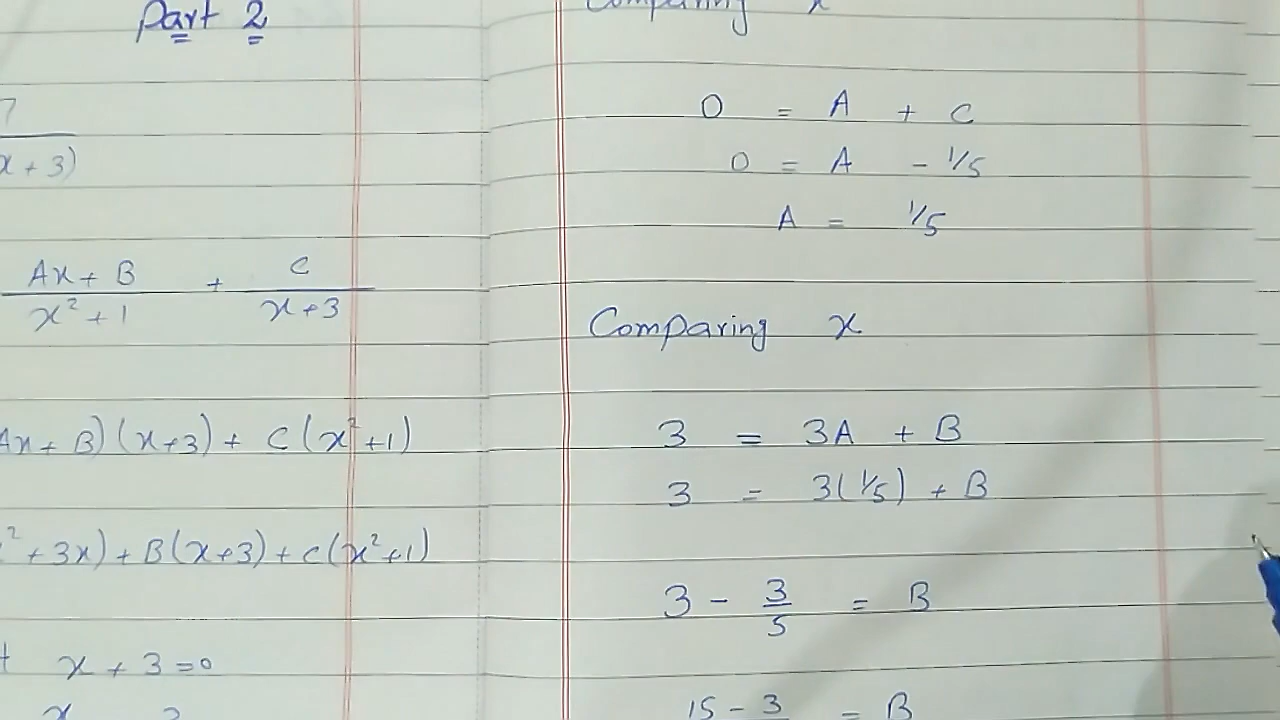 Part 2
7
x + 3)
Ax + B / x² + 1 + C / x + 3
Ax + B) (x + 3) + C (x² + 1)
² + 3x) + B(x + 3) + C(x² + 1)
x + 3 = 0
Comparing x
0 = A + C
0 = A - 1/5
A = 1/5
Comparing x
3 = 3A + B
3 = 3(1/5) + B
3 - 3/5 = B
15 - 3 = B